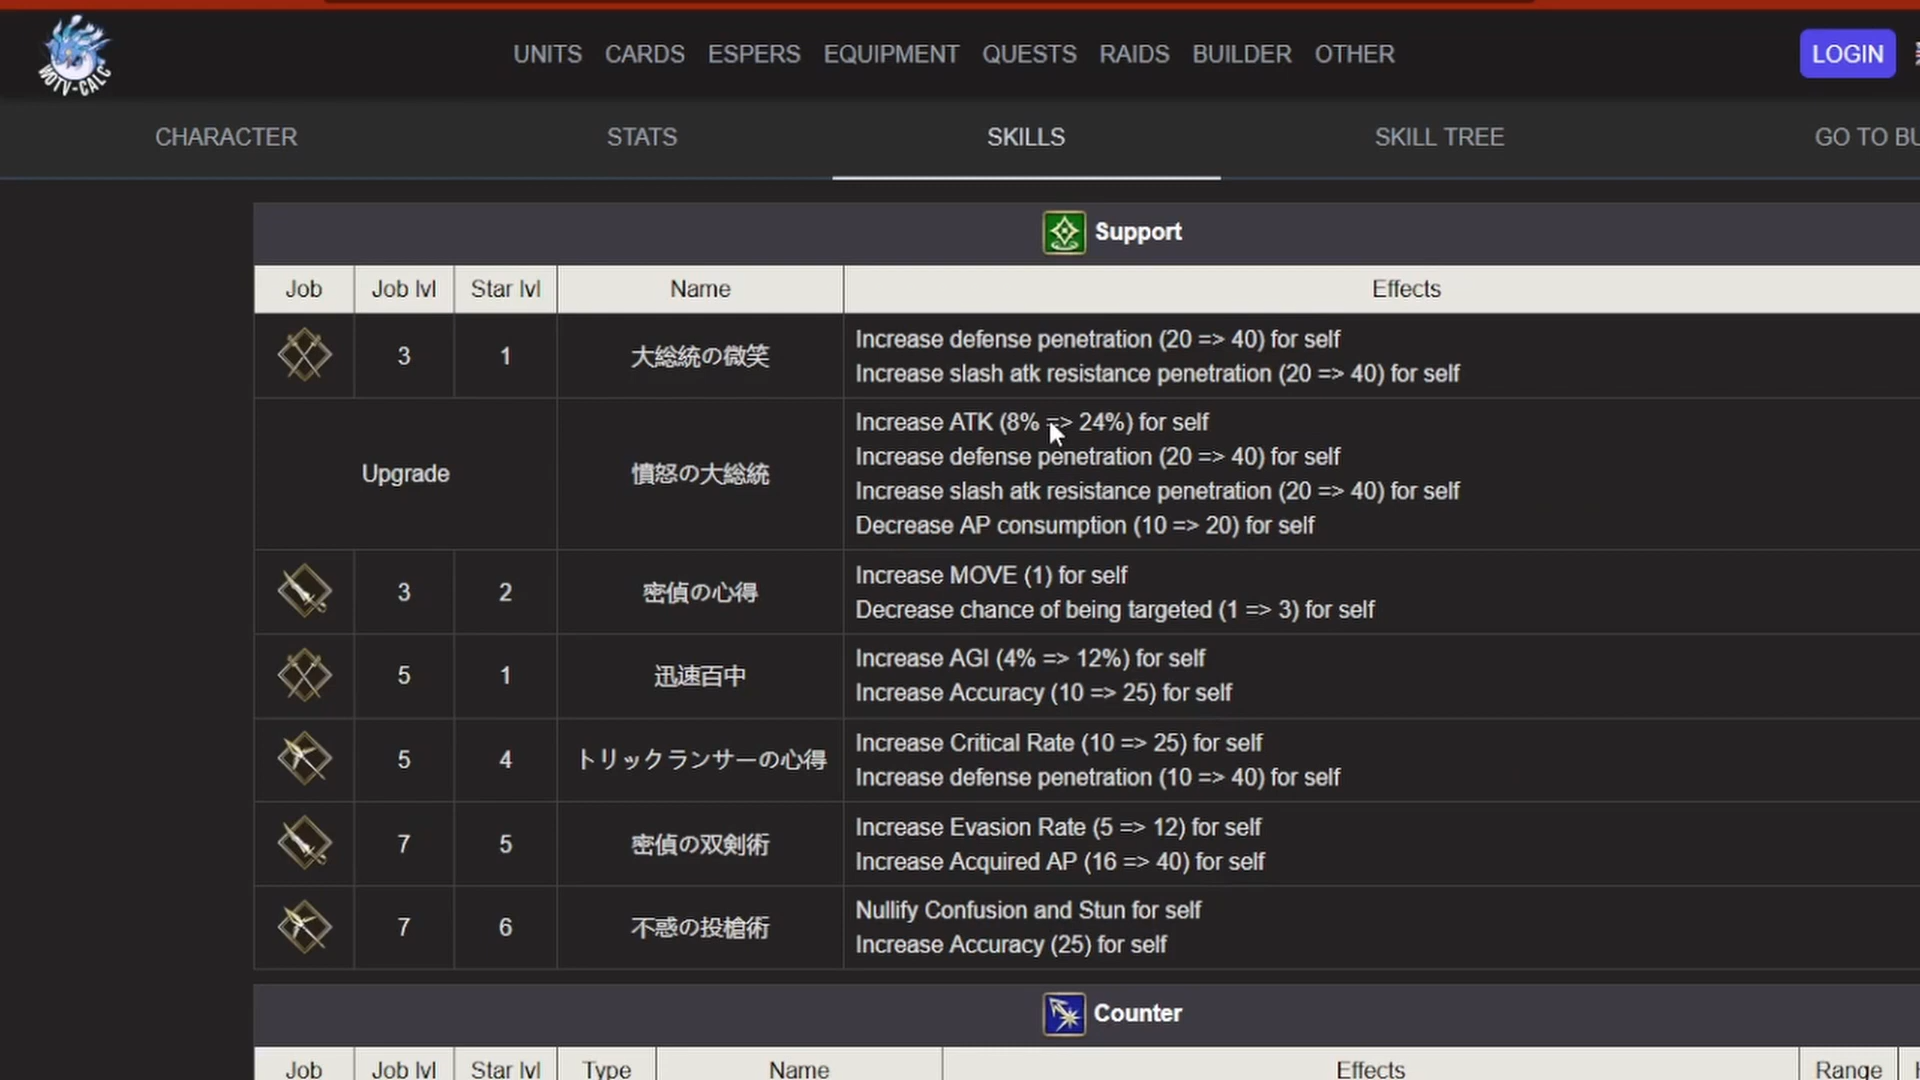 WOTV-CALC
UNITS CARDS ESPERS EQUIPMENT QUESTS RAIDS BUILDER OTHER
LOGIN
CHARACTER STATS SKILLS SKILL TREE GO TO BU
Support
Job Job lvl Star lvl Name Effects
3 1 大総統の微笑 Increase defense penetration (20 => 40) for self
Increase slash atk resistance penetration (20 => 40) for self
Upgrade 憤怒の大総統 Increase ATK (8% => 24%) for self
Increase defense penetration (20 => 40) for self
Increase slash atk resistance penetration (20 => 40) for self
Decrease AP consumption (10 => 20) for self
3 2 密偵の心得 Increase MOVE (1) for self
Decrease chance of being targeted (1 => 3) for self
5 1 迅速百中 Increase AGI (4% => 12%) for self
Increase Accuracy (10 => 25) for self
5 4 トリックランサーの心得 Increase Critical Rate (10 => 25) for self
Increase defense penetration (10 => 40) for self
7 5 密偵の双剣術 Increase Evasion Rate (5 => 12) for self
Increase Acquired AP (16 => 40) for self
7 6 不惑の投槍術 Nullify Confusion and Stun for self
Increase Accuracy (25) for self
Counter
Job Job lvl Star lvl Type Name Effects Range